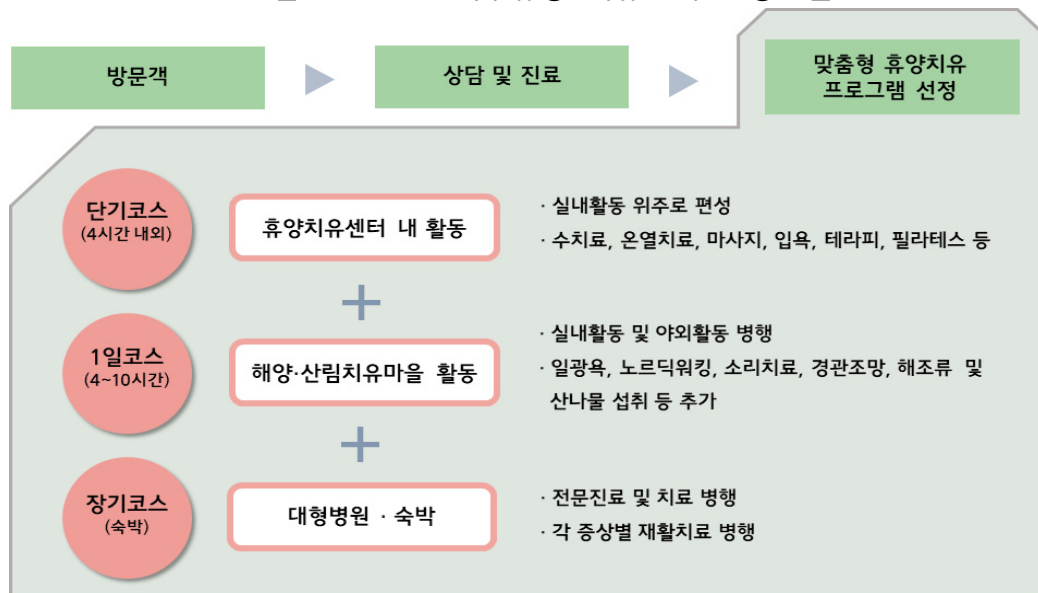 방문객
상담 및 진료
맞춤형 휴양치유
프로그램 선정
단기코스
(4시간 내외)
휴양치유센터 내 활동
· 실내활동 위주로 편성
· 수치료, 온열치료, 마사지, 입욕, 테라피, 필라테스 등
+
1일코스
(4~10시간)
해양·산림치유마을 활동
· 실내활동 및 야외활동 병행
· 일광욕, 노르딕워킹, 소리치료, 경관조망, 해조류 및
산나물 섭취 등 추가
+
장기코스
(숙박)
대형병원 · 숙박
· 전문진료 및 치료 병행
· 각 증상별 재활치료 병행